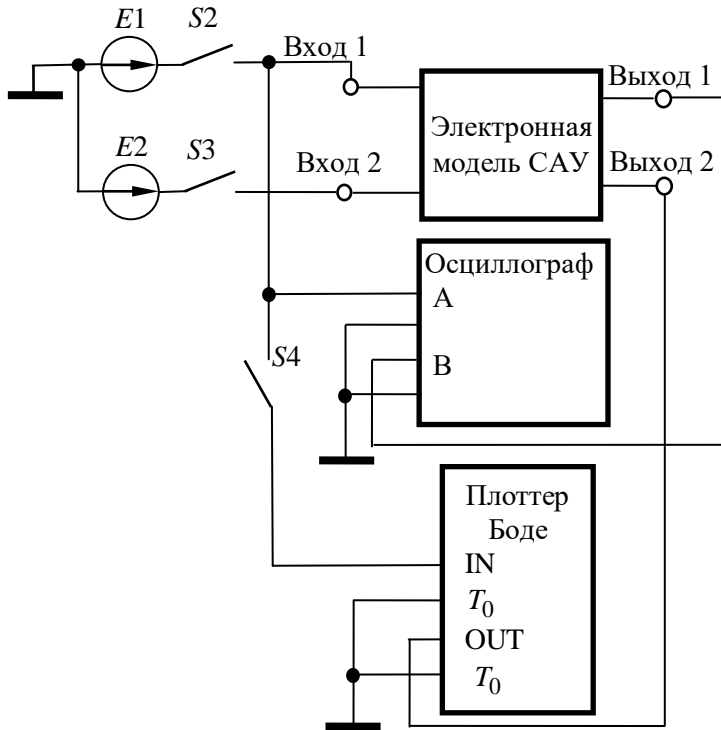 E1
S2
Вход 1
Выход 1
Электронная
модель САУ
E2
S3
Вход 2
Выход 2
Осциллограф
A
B
S4
Плоттер
Боде
IN
T0
OUT
T0